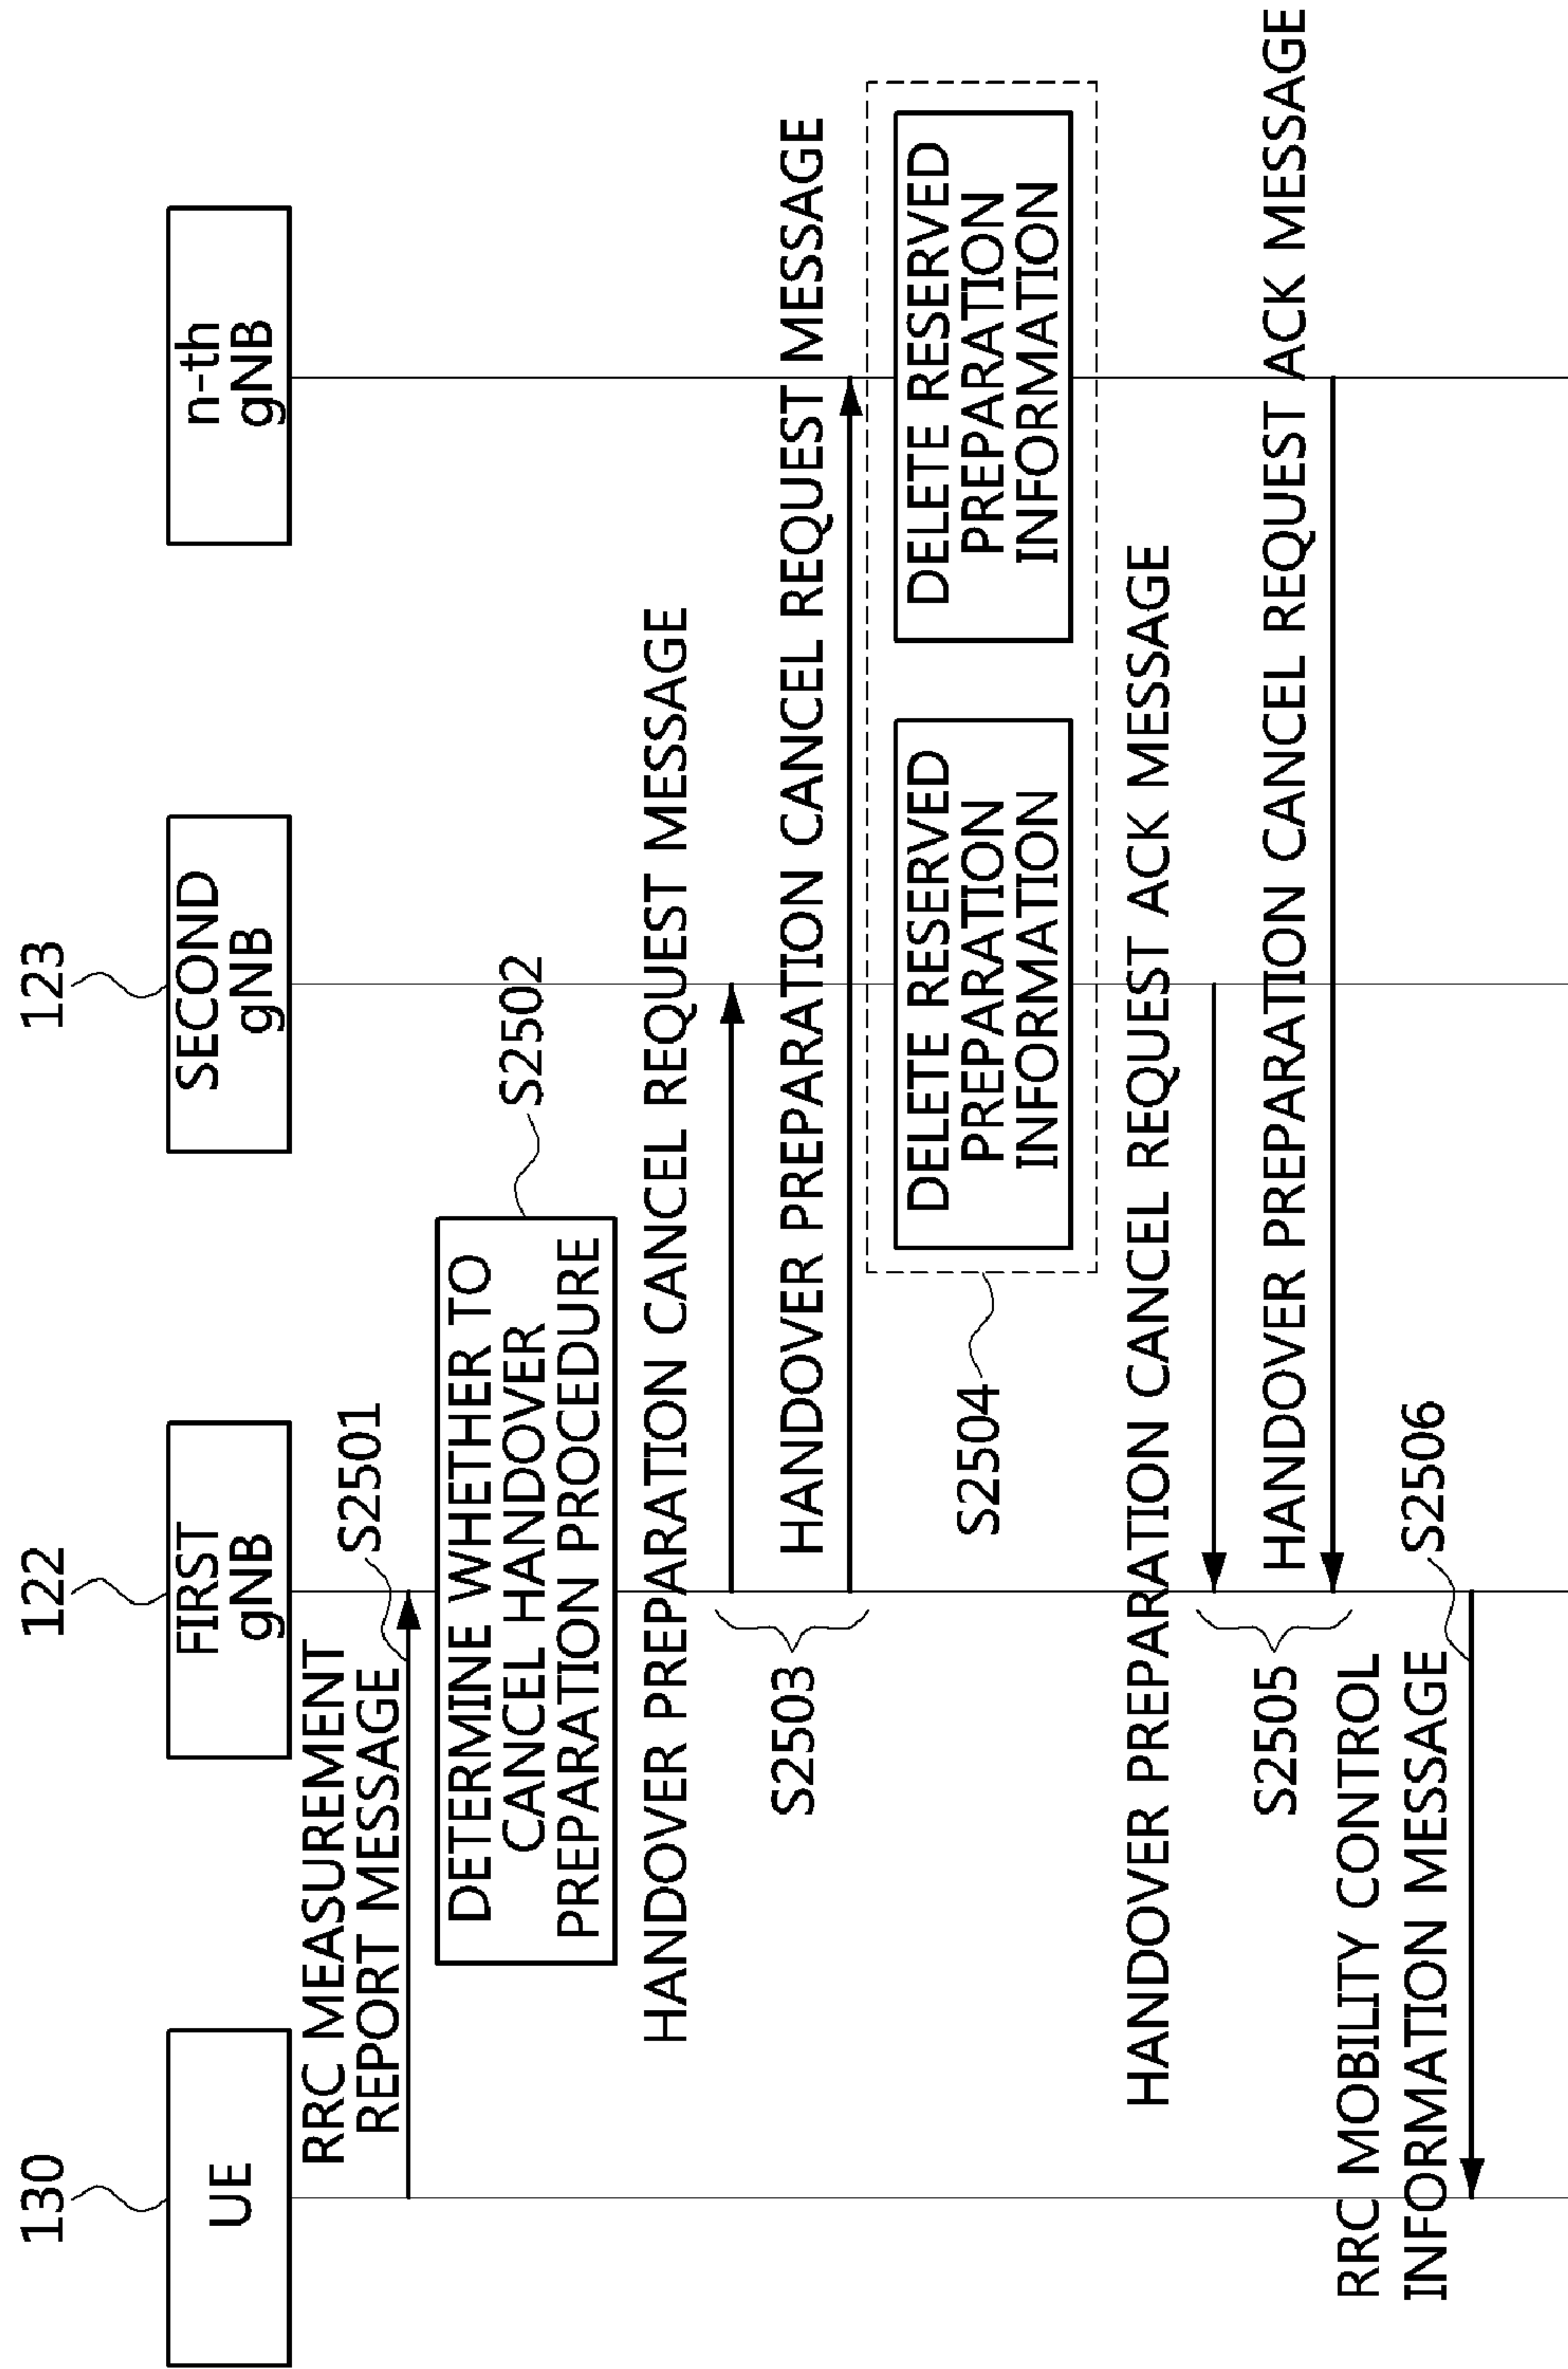 130
122
123
UE
FIRST
gNB
SECOND
gNB
n-th
gNB
RRC MEASUREMENT
REPORT MESSAGE
S2501
DETERMINE WHETHER TO
CANCEL HANDOVER
PREPARATION PROCEDURE
S2502
HANDOVER PREPARATION CANCEL REQUEST MESSAGE
S2503
HANDOVER PREPARATION CANCEL REQUEST MESSAGE
S2504
DELETE RESERVED
PREPARATION
INFORMATION
DELETE RESERVED
PREPARATION
INFORMATION
HANDOVER PREPARATION CANCEL REQUEST ACK MESSAGE
S2505
HANDOVER PREPARATION CANCEL REQUEST ACK MESSAGE
RRC MOBILITY CONTROL
INFORMATION MESSAGE
S2506